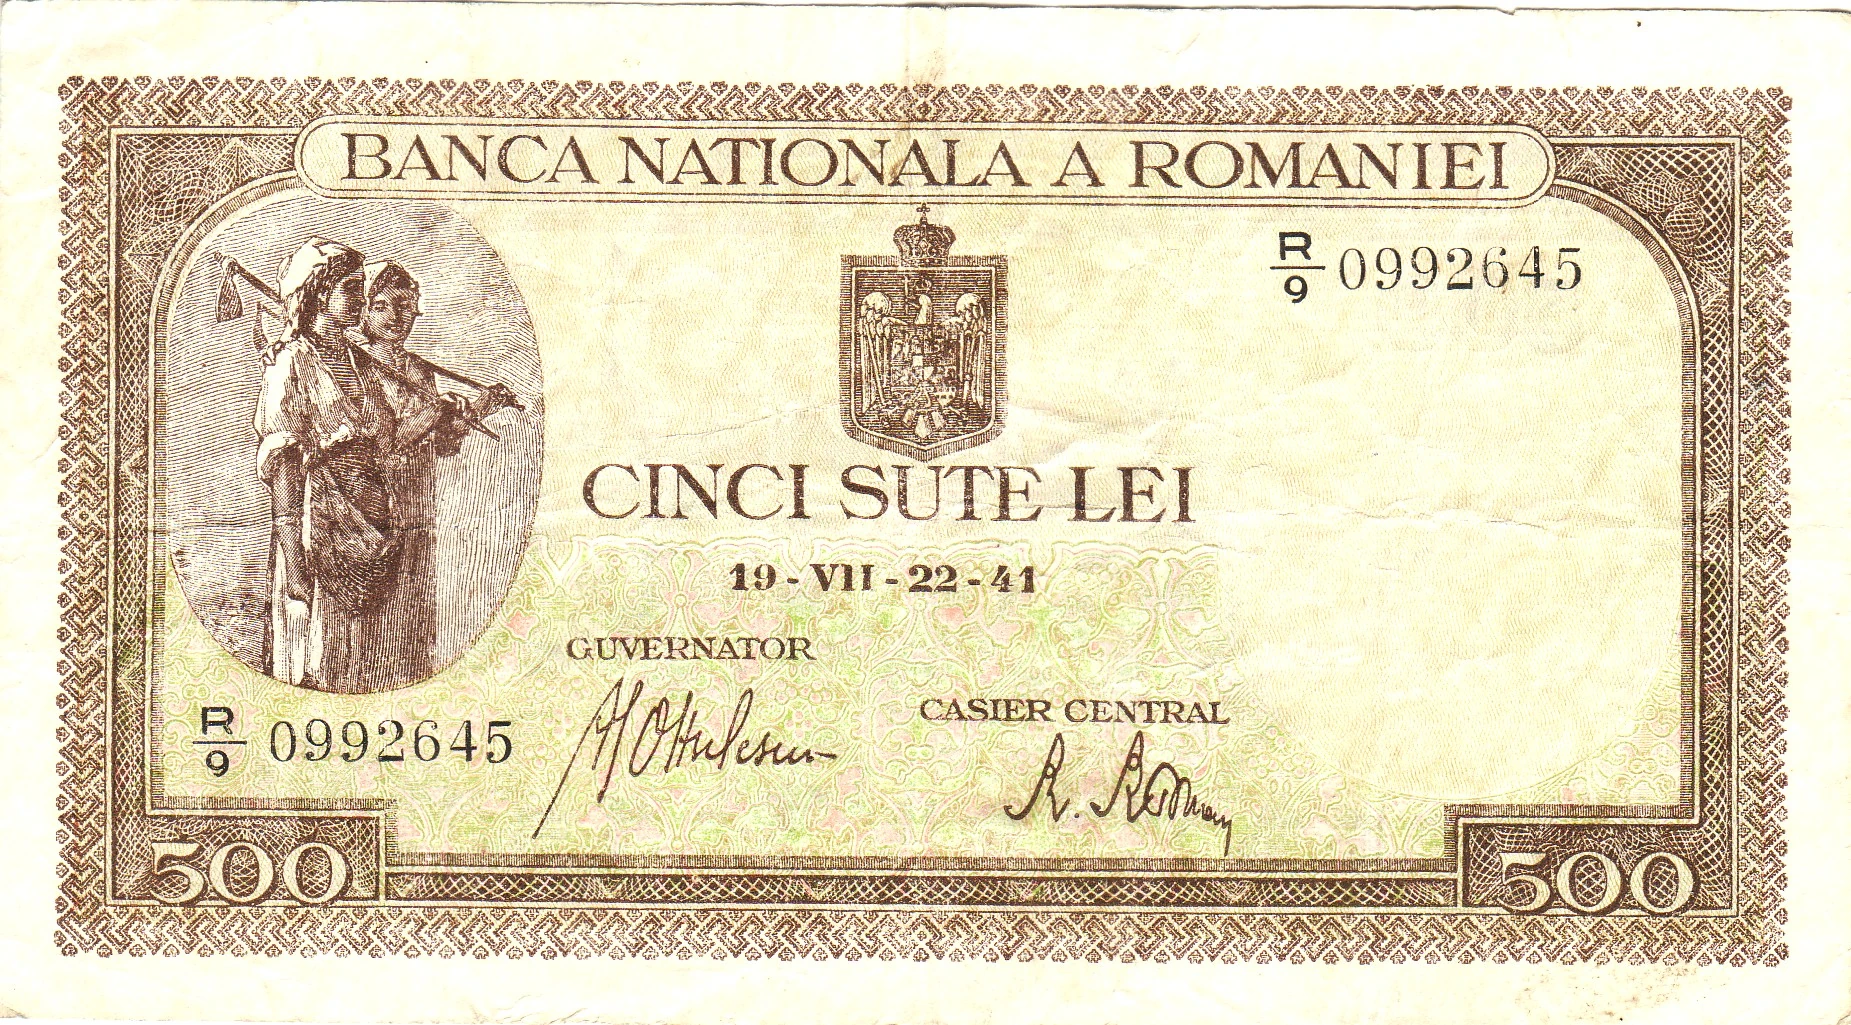 BANCA NATIONALA A ROMANIEI
R/9 0992645
CINCI SUTE LEI
19 - VII - 22 - 41
GUVERNATOR
CASIER CENTRAL
R/9 0992645
500
500